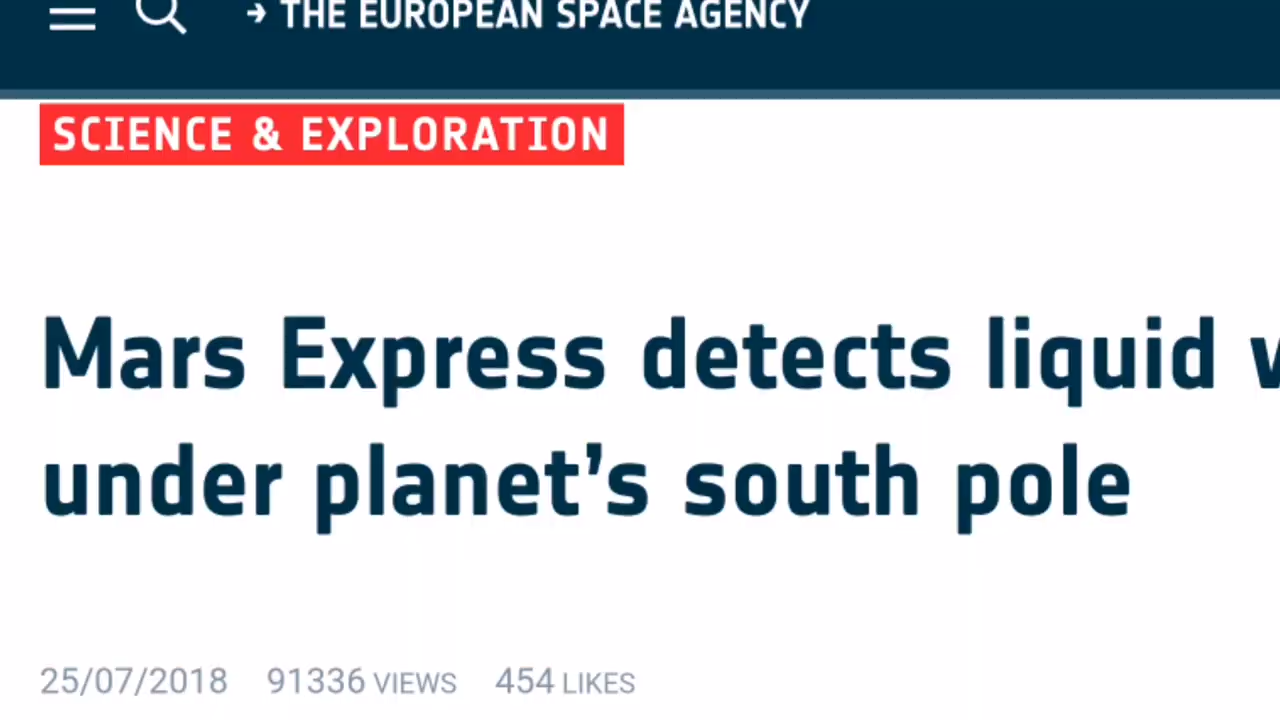 → THE EUROPEAN SPACE AGENCY
SCIENCE & EXPLORATION
Mars Express detects liquid
under planet’s south pole
25/07/2018 91336 VIEWS 454 LIKES